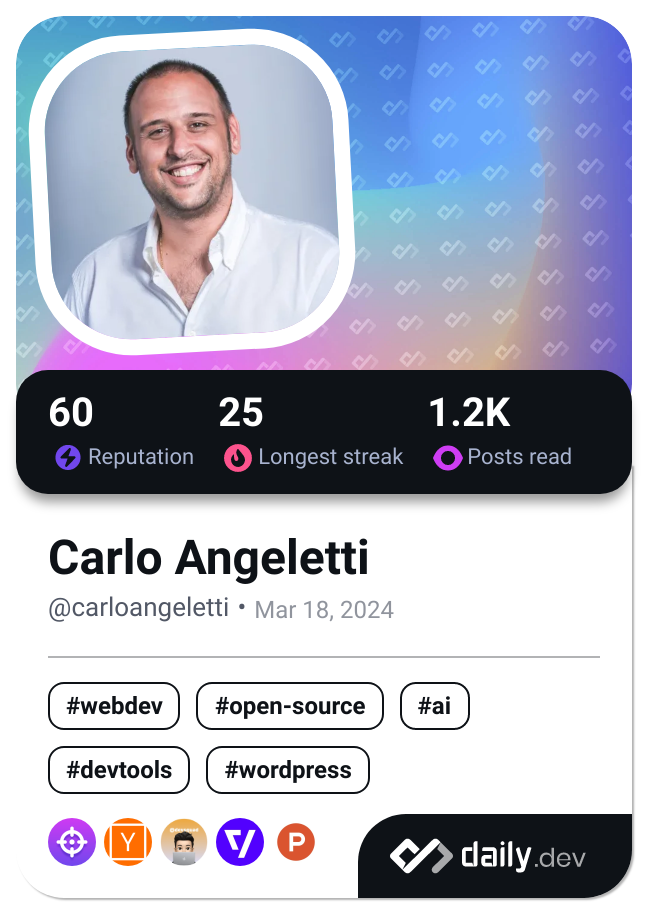 60 25 1.2K
Reputation Longest streak Posts read
Carlo Angeletti
@carloangeletti • Mar 18, 2024
#webdev #open-source #ai
#devtools #wordpress
Y P
daily.dev